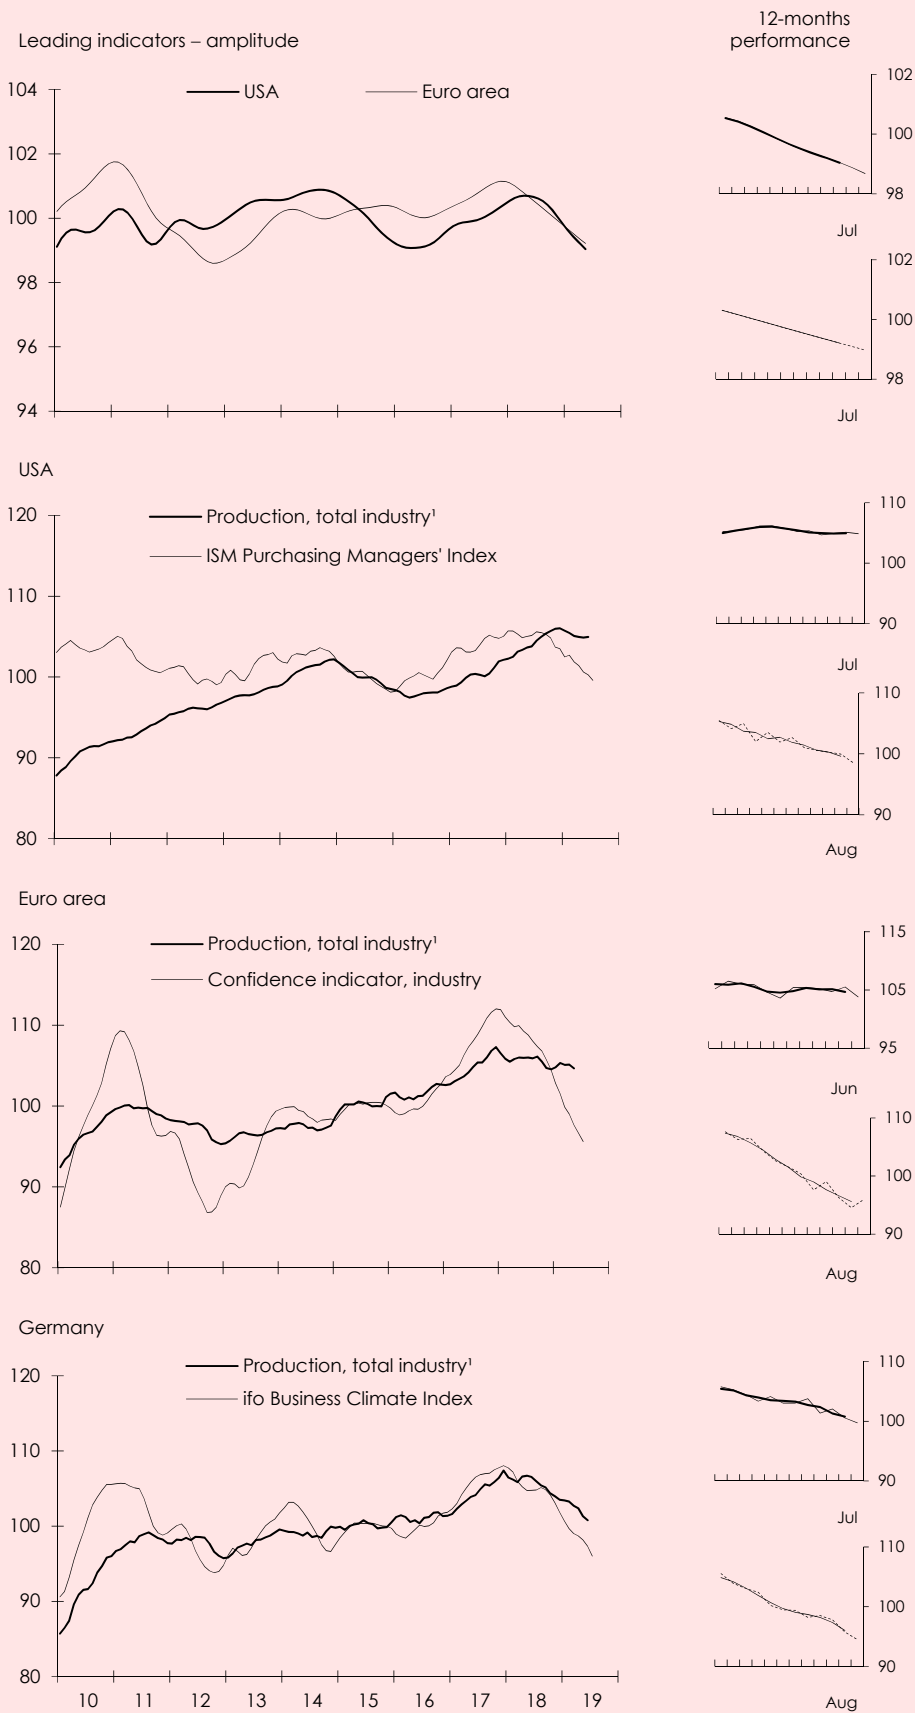 12-months
performance
Leading indicators – amplitude
104
102
100
98
96
94
USA
Euro area
102
100
98
Jul
102
100
98
Jul
USA
120
110
100
90
80
Production, total industry¹
ISM Purchasing Managers' Index
110
100
90
Jul
110
100
90
Aug
Euro area
120
110
100
90
80
Production, total industry¹
Confidence indicator, industry
115
105
95
Jun
110
100
90
Aug
Germany
120
110
100
90
80
Production, total industry¹
ifo Business Climate Index
110
100
90
Jul
110
100
90
Aug
10 11 12 13 14 15 16 17 18 19